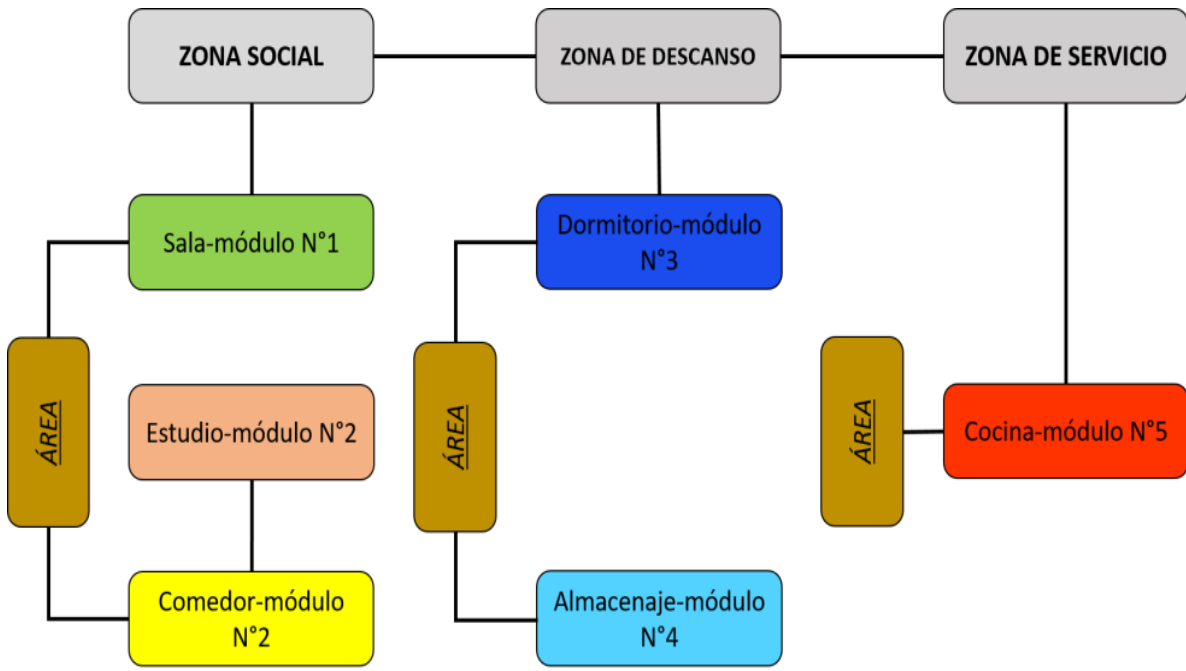 ZONA SOCIAL
ZONA DE DESCANSO
ZONA DE SERVICIO
Sala-módulo N°1
Dormitorio-módulo
N°3
ÁREA
Estudio-módulo N°2
ÁREA
ÁREA
Cocina-módulo N°5
Comedor-módulo
N°2
Almacenaje-módulo
N°4